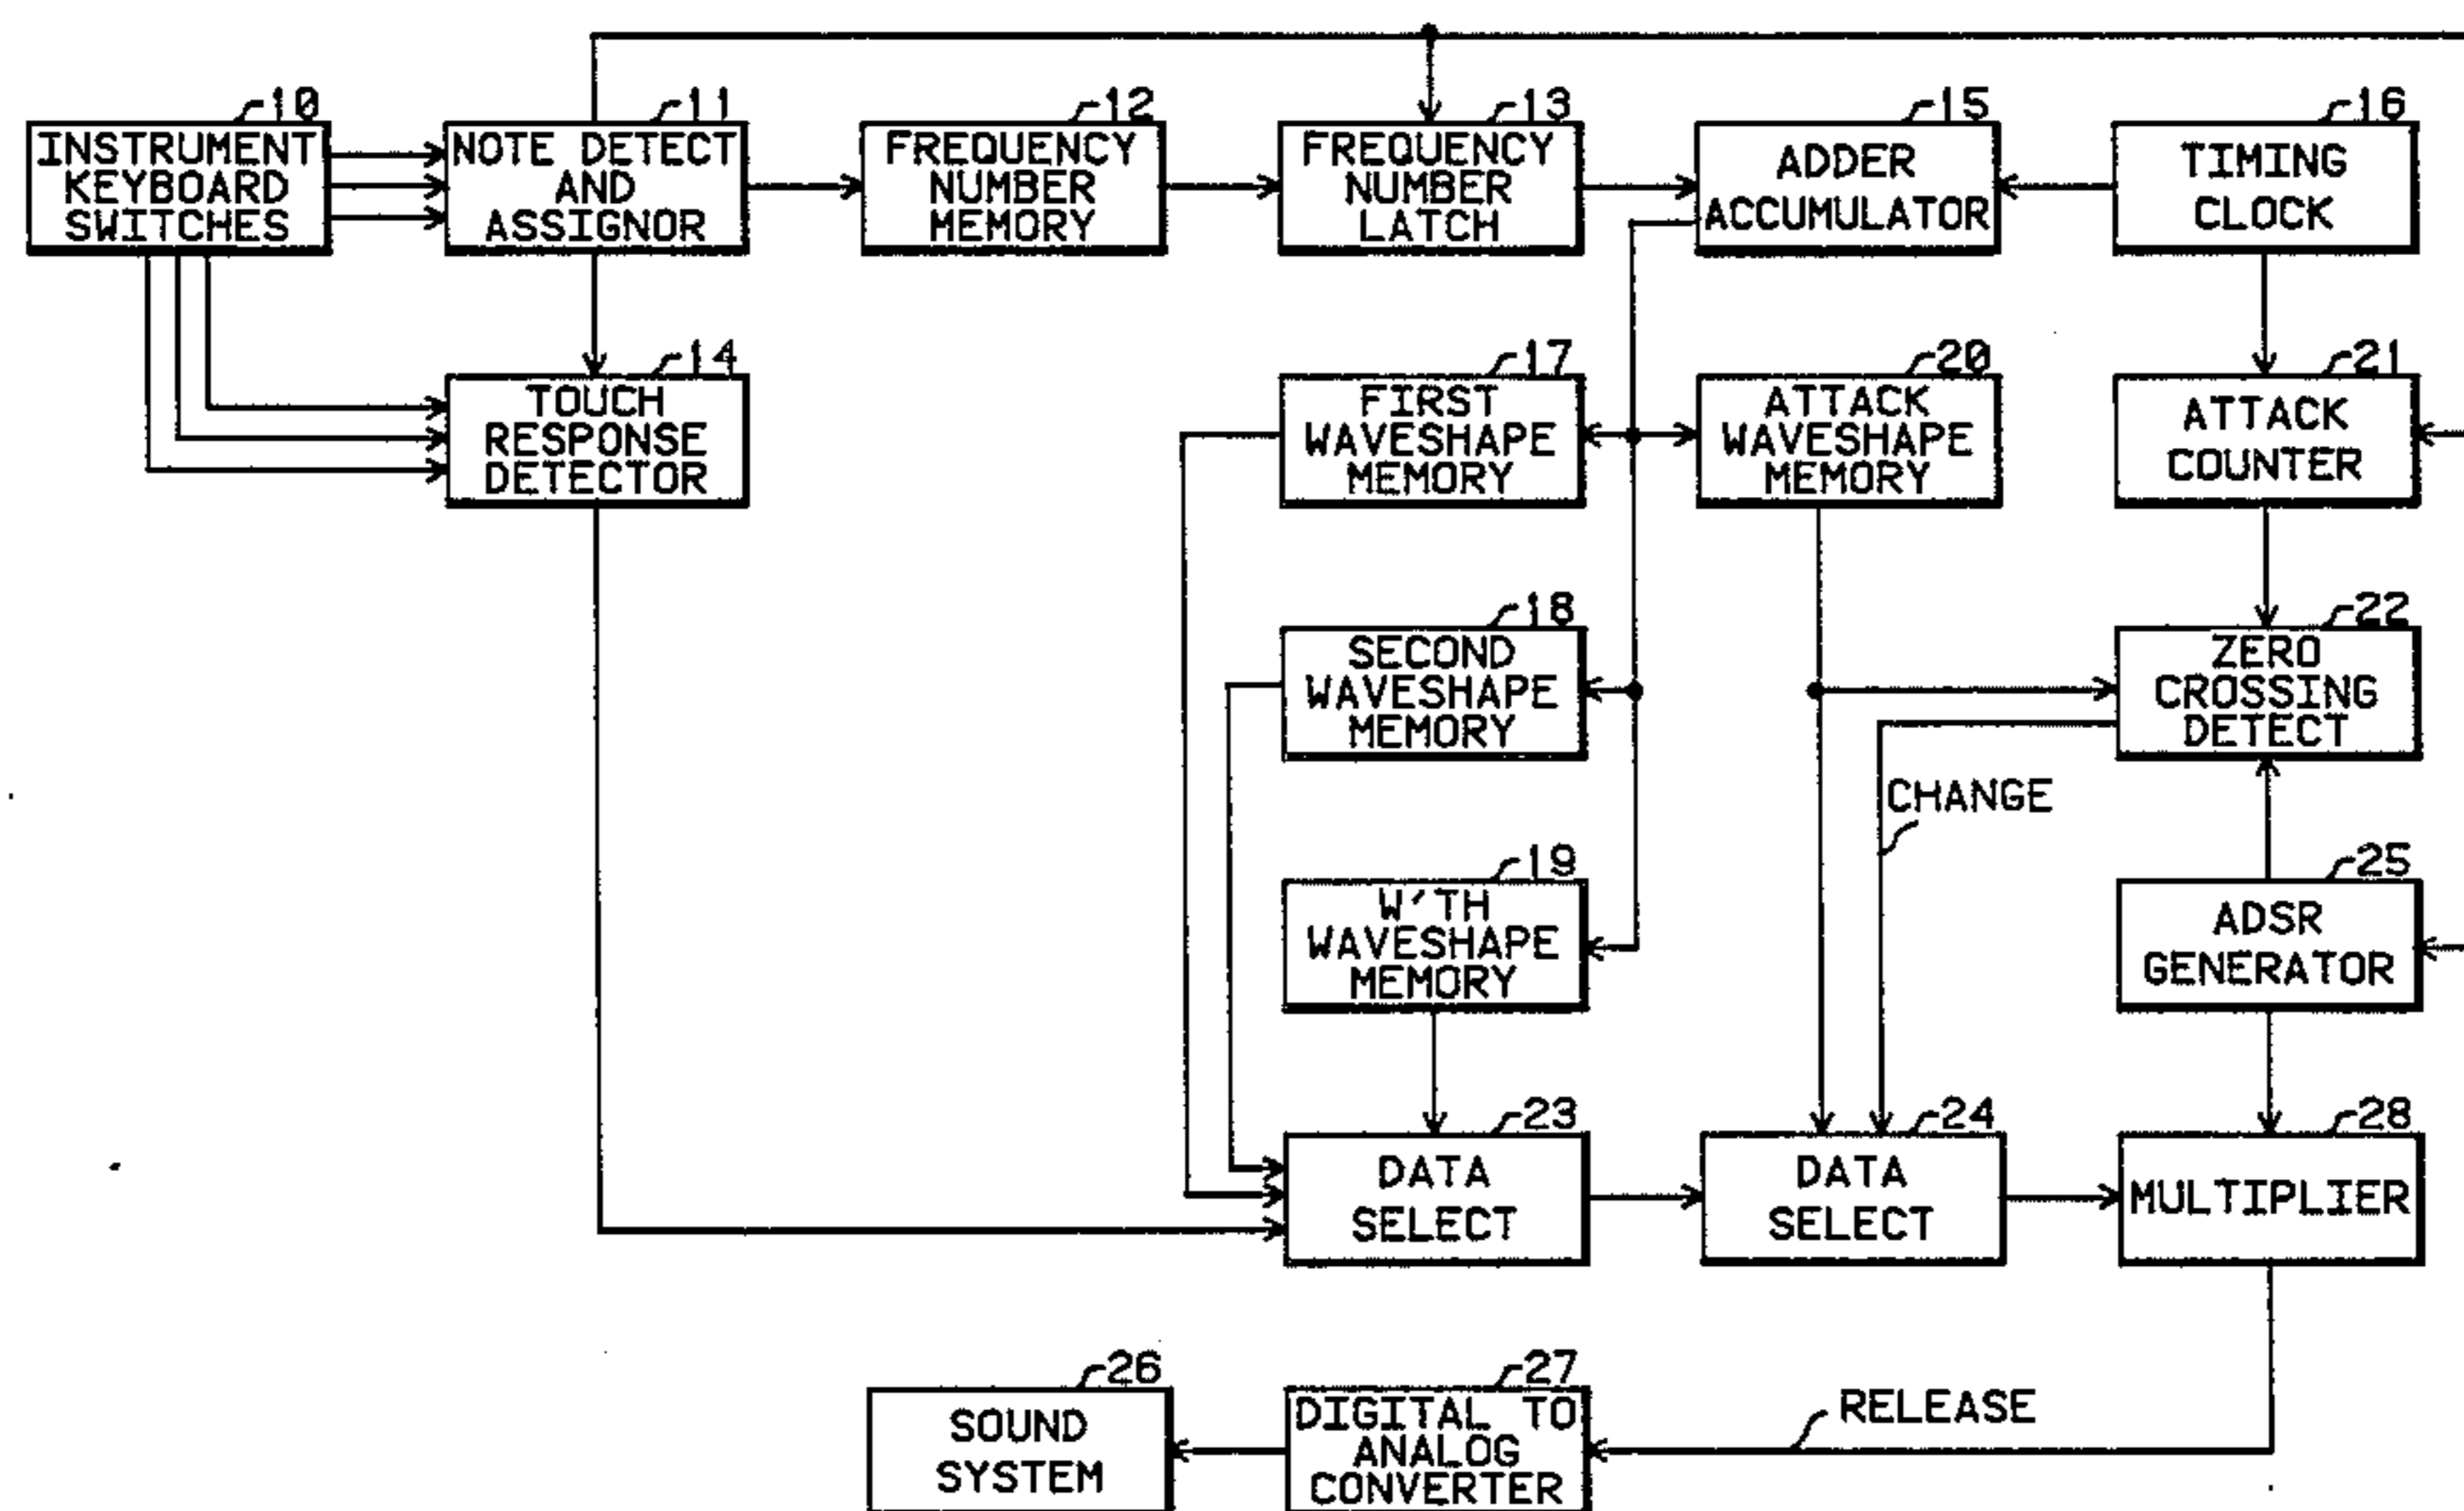 10
INSTRUMENT
KEYBOARD
SWITCHES
11
NOTE DETECT
AND
ASSIGNOR
12
FREQUENCY
NUMBER
MEMORY
13
FREQUENCY
NUMBER
LATCH
15
ADDER
ACCUMULATOR
16
TIMING
CLOCK
14
TOUCH
RESPONSE
DETECTOR
17
FIRST
WAVESHAPE
MEMORY
20
ATTACK
WAVESHAPE
MEMORY
21
ATTACK
COUNTER
18
SECOND
WAVESHAPE
MEMORY
22
ZERO
CROSSING
DETECT
CHANGE
19
W'TH
WAVESHAPE
MEMORY
25
ADSR
GENERATOR
23
DATA
SELECT
24
DATA
SELECT
28
MULTIPLIER
26
SOUND
SYSTEM
27
DIGITAL TO
ANALOG
CONVERTER
RELEASE